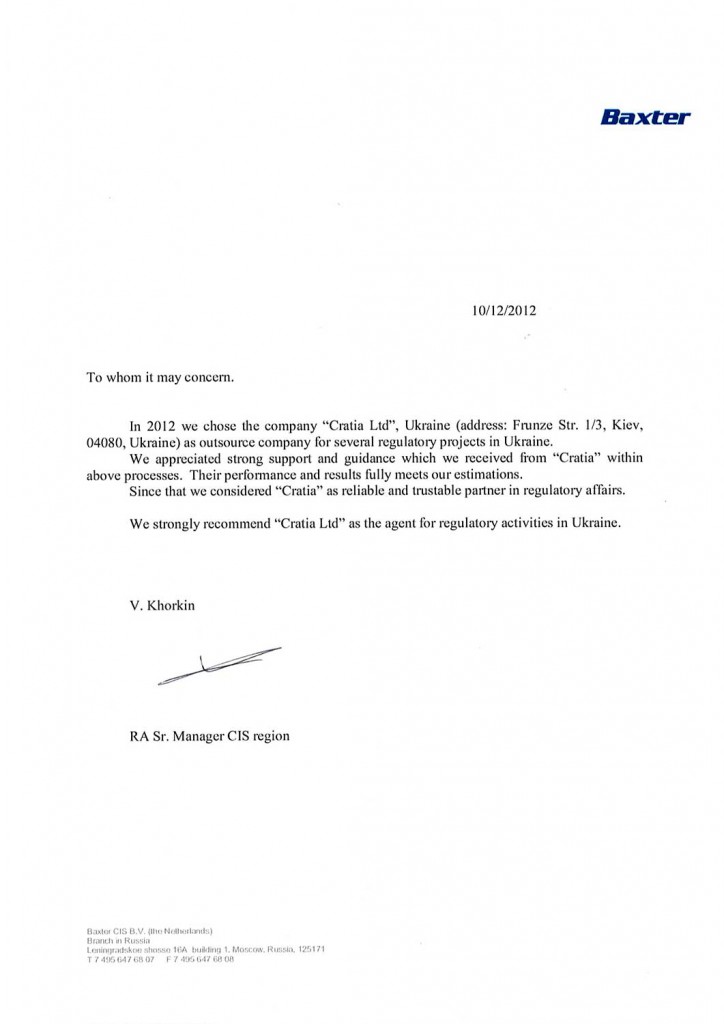 Baxter
10/12/2012
To whom it may concern.
In 2012 we chose the company “Cratia Ltd”, Ukraine (address: Frunze Str. 1/3, Kiev,
04080, Ukraine) as outsource company for several regulatory projects in Ukraine.
We appreciated strong support and guidance which we received from “Cratia” within
above processes. Their performance and results fully meets our estimations.
Since that we considered “Cratia” as reliable and trustable partner in regulatory affairs.
We strongly recommend “Cratia Ltd” as the agent for regulatory activities in Ukraine.
V. Khorkin
RA Sr. Manager CIS region
Baxter CIS B.V. (the Netherlands)
Branch in Russia
Leningradskoe shosse 16A building 1, Moscow, Russia, 125171
T 7 495 647 68 07 F 7 495 647 68 08